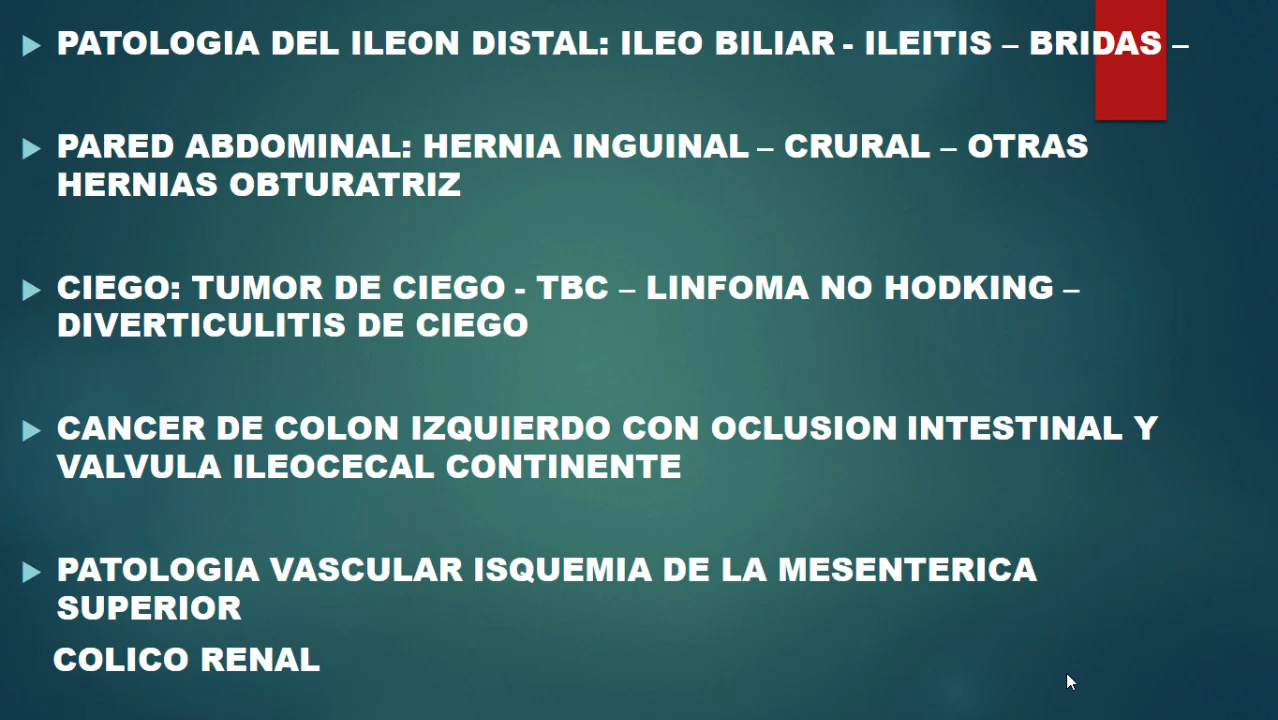 PATOLOGIA DEL ILEON DISTAL: ILEO BILIAR - ILEITIS – BRIDAS –
PARED ABDOMINAL: HERNIA INGUINAL – CRURAL – OTRAS
HERNIAS OBTURATRIZ
CIEGO: TUMOR DE CIEGO - TBC – LINFOMA NO HODKING –
DIVERTICULITIS DE CIEGO
CANCER DE COLON IZQUIERDO CON OCLUSION INTESTINAL Y
VALVULA ILEOCECAL CONTINENTE
PATOLOGIA VASCULAR ISQUEMIA DE LA MESENTERICA
SUPERIOR
COLICO RENAL